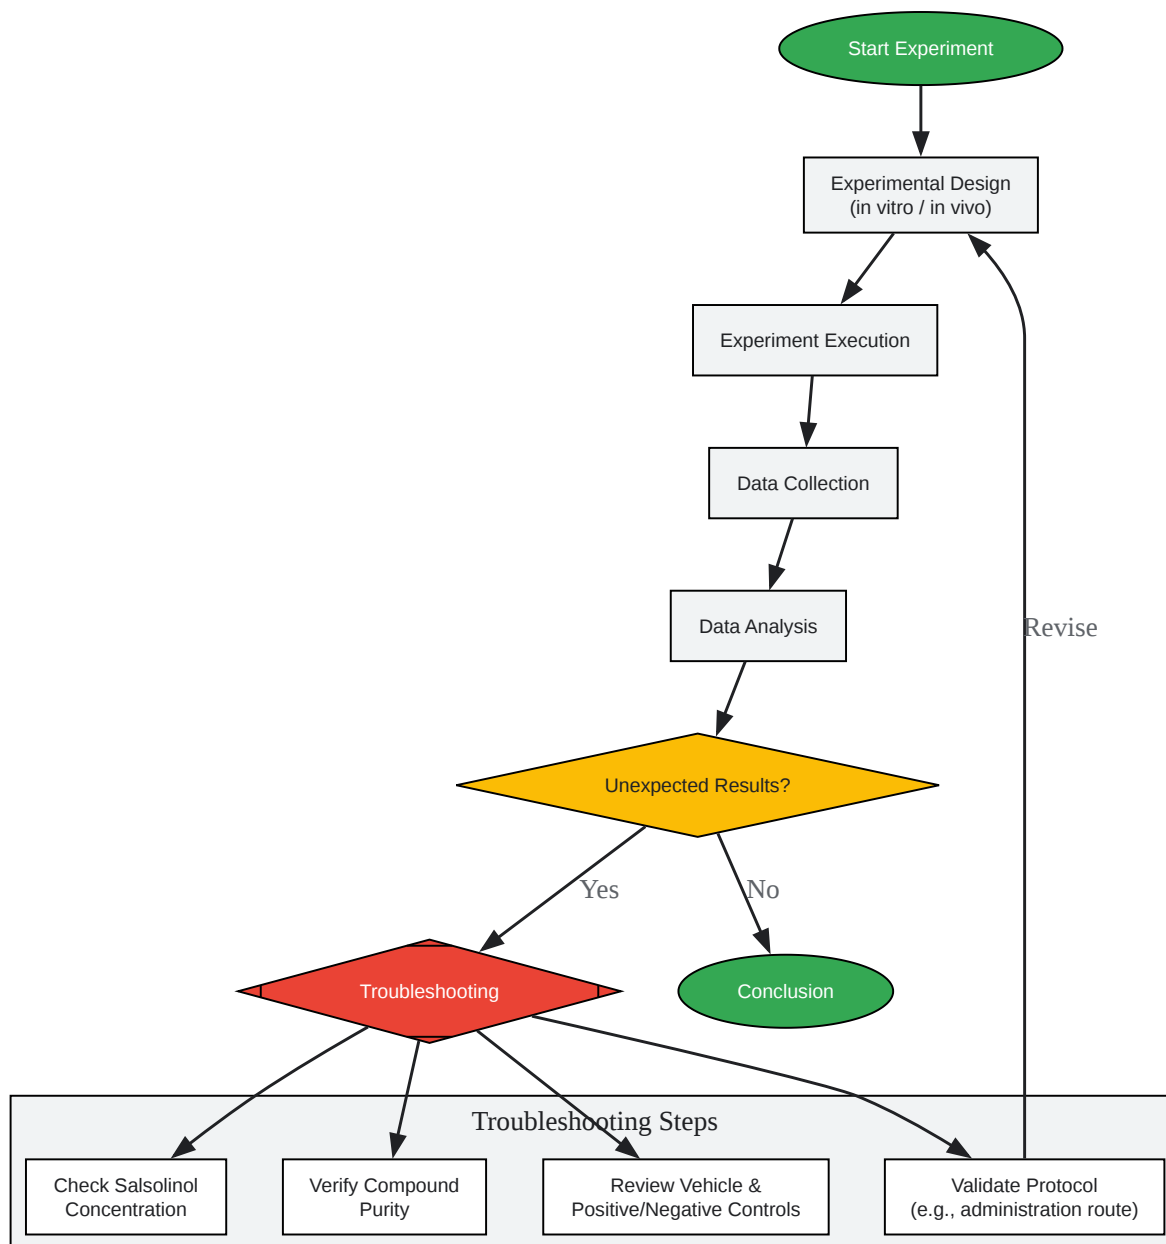 Start Experiment
Experimental Design
(in vitro / in vivo)
Experiment Execution
Data Collection
Data Analysis
Revise
Unexpected Results?
Yes
No
Troubleshooting
Conclusion
Troubleshooting Steps
Check Salsolinol
Concentration
Verify Compound
Purity
Review Vehicle &
Positive/Negative Controls
Validate Protocol
(e.g., administration route)